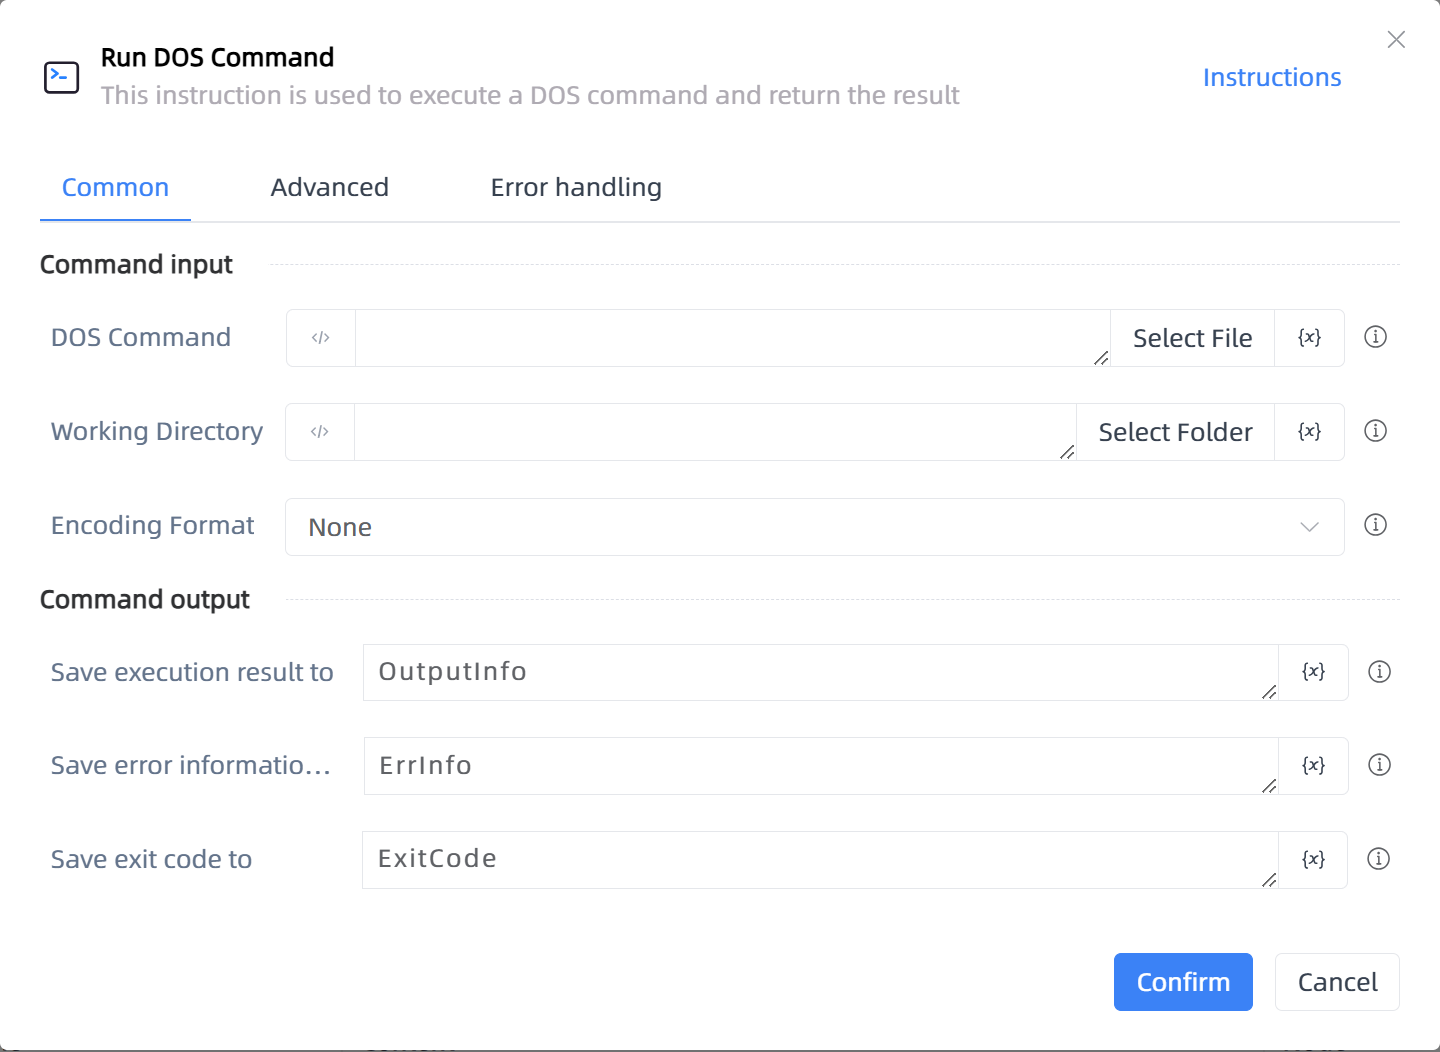 Run DOS Command
This instruction is used to execute a DOS command and return the result
Instructions
Common Advanced Error handling
Command input
DOS Command </> Select File {x}
Working Directory </> Select Folder {x}
Encoding Format None
Command output
Save execution result to OutputInfo {x}
Save error informatio... ErrInfo {x}
Save exit code to ExitCode {x}
Confirm Cancel